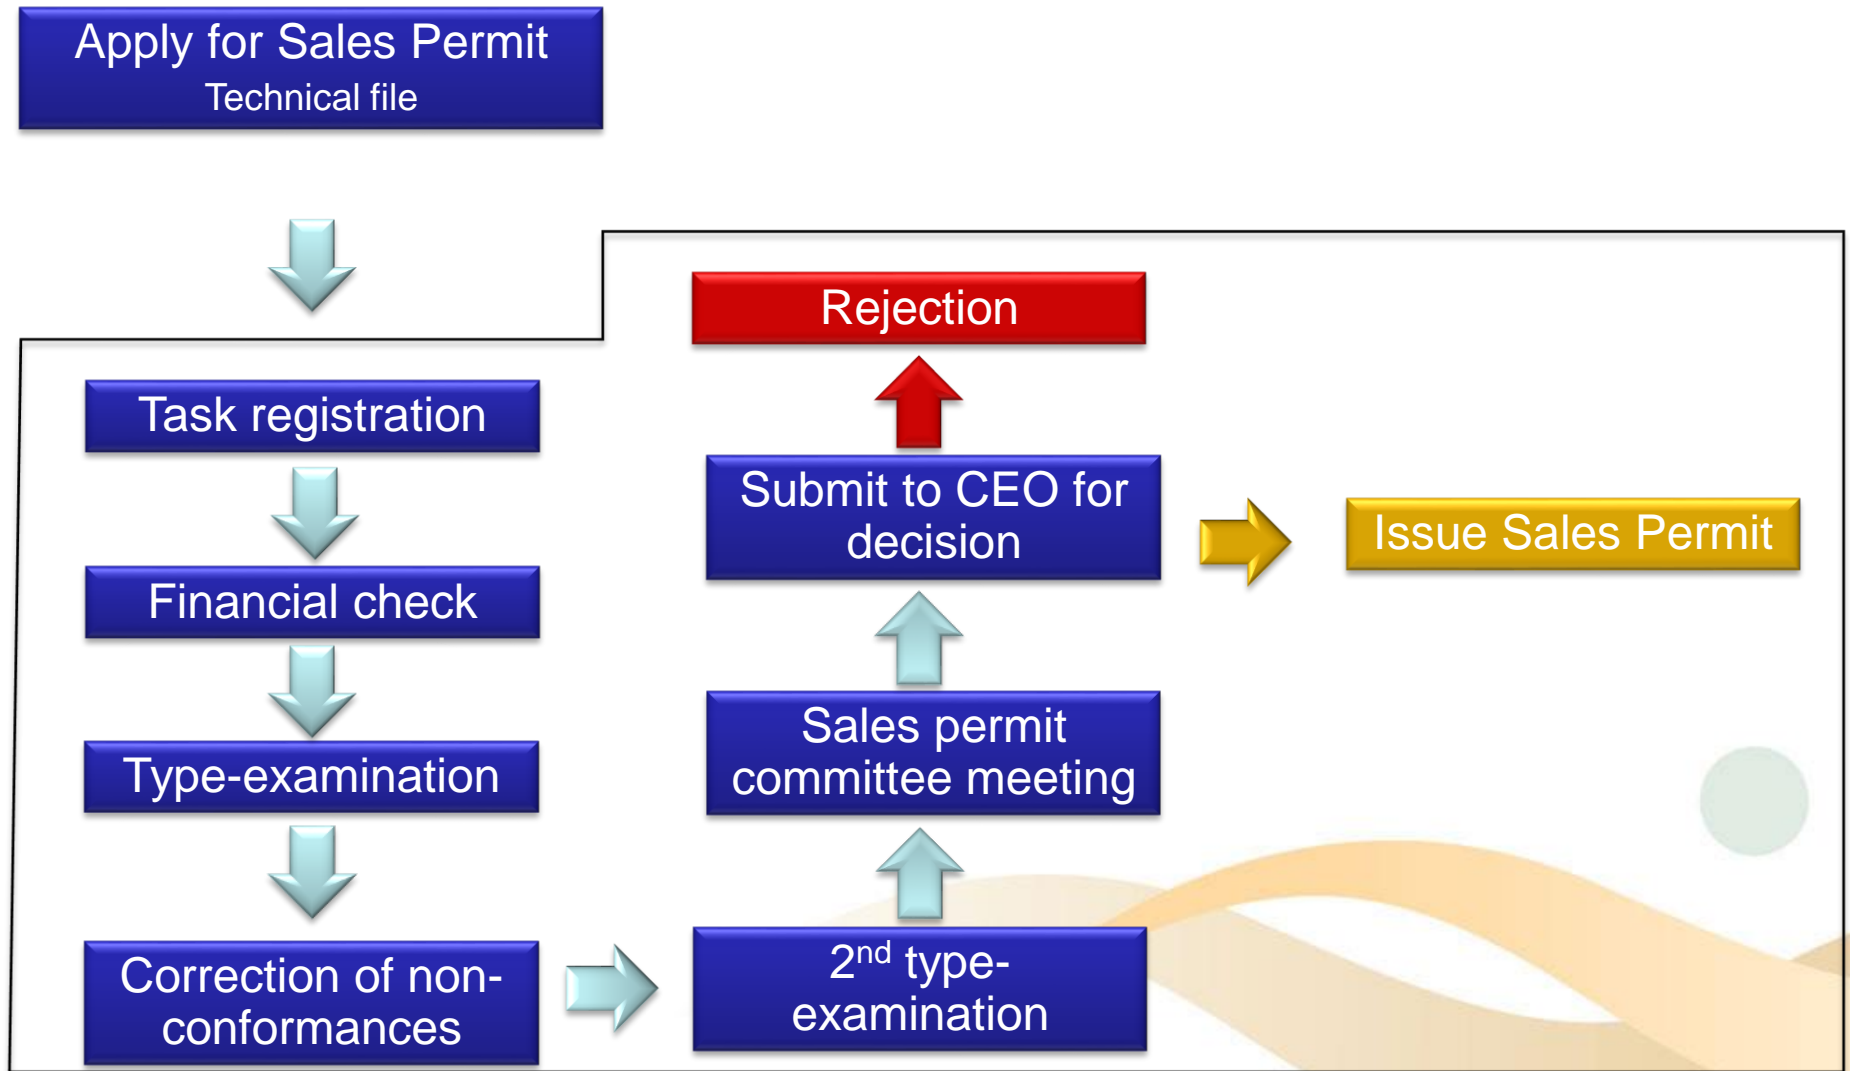 Apply for Sales Permit
Technical file
Task registration
Financial check
Type-examination
Correction of non-
conformances
2nd type-
examination
Sales permit
committee meeting
Submit to CEO for
decision
Rejection
Issue Sales Permit